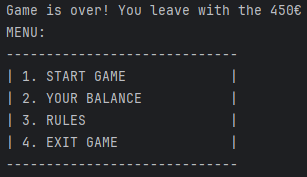 Game is over! You leave with the 450€
MENU:
-----------------------------
| 1. START GAME             |
| 2. YOUR BALANCE           |
| 3. RULES                  |
| 4. EXIT GAME              |
-----------------------------